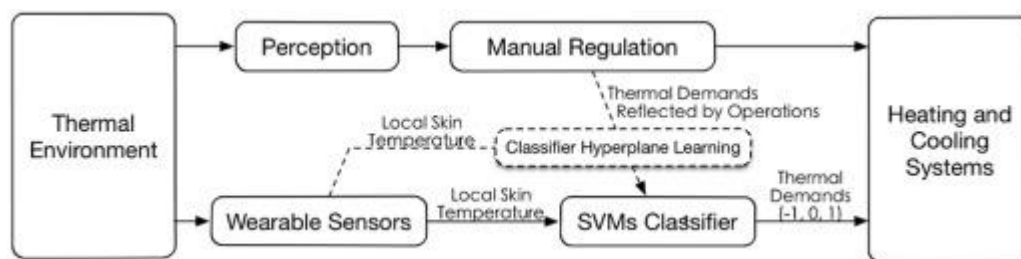 Thermal
Environment
Perception
Manual Regulation
Thermal Demands
Reflected by Operations
Local Skin
Temperature
Classifier Hyperplane Learning
Wearable Sensors
Local Skin
Temperature
SVMs Classifier
Thermal
Demands
(-1, 0, 1)
Heating and
Cooling
Systems